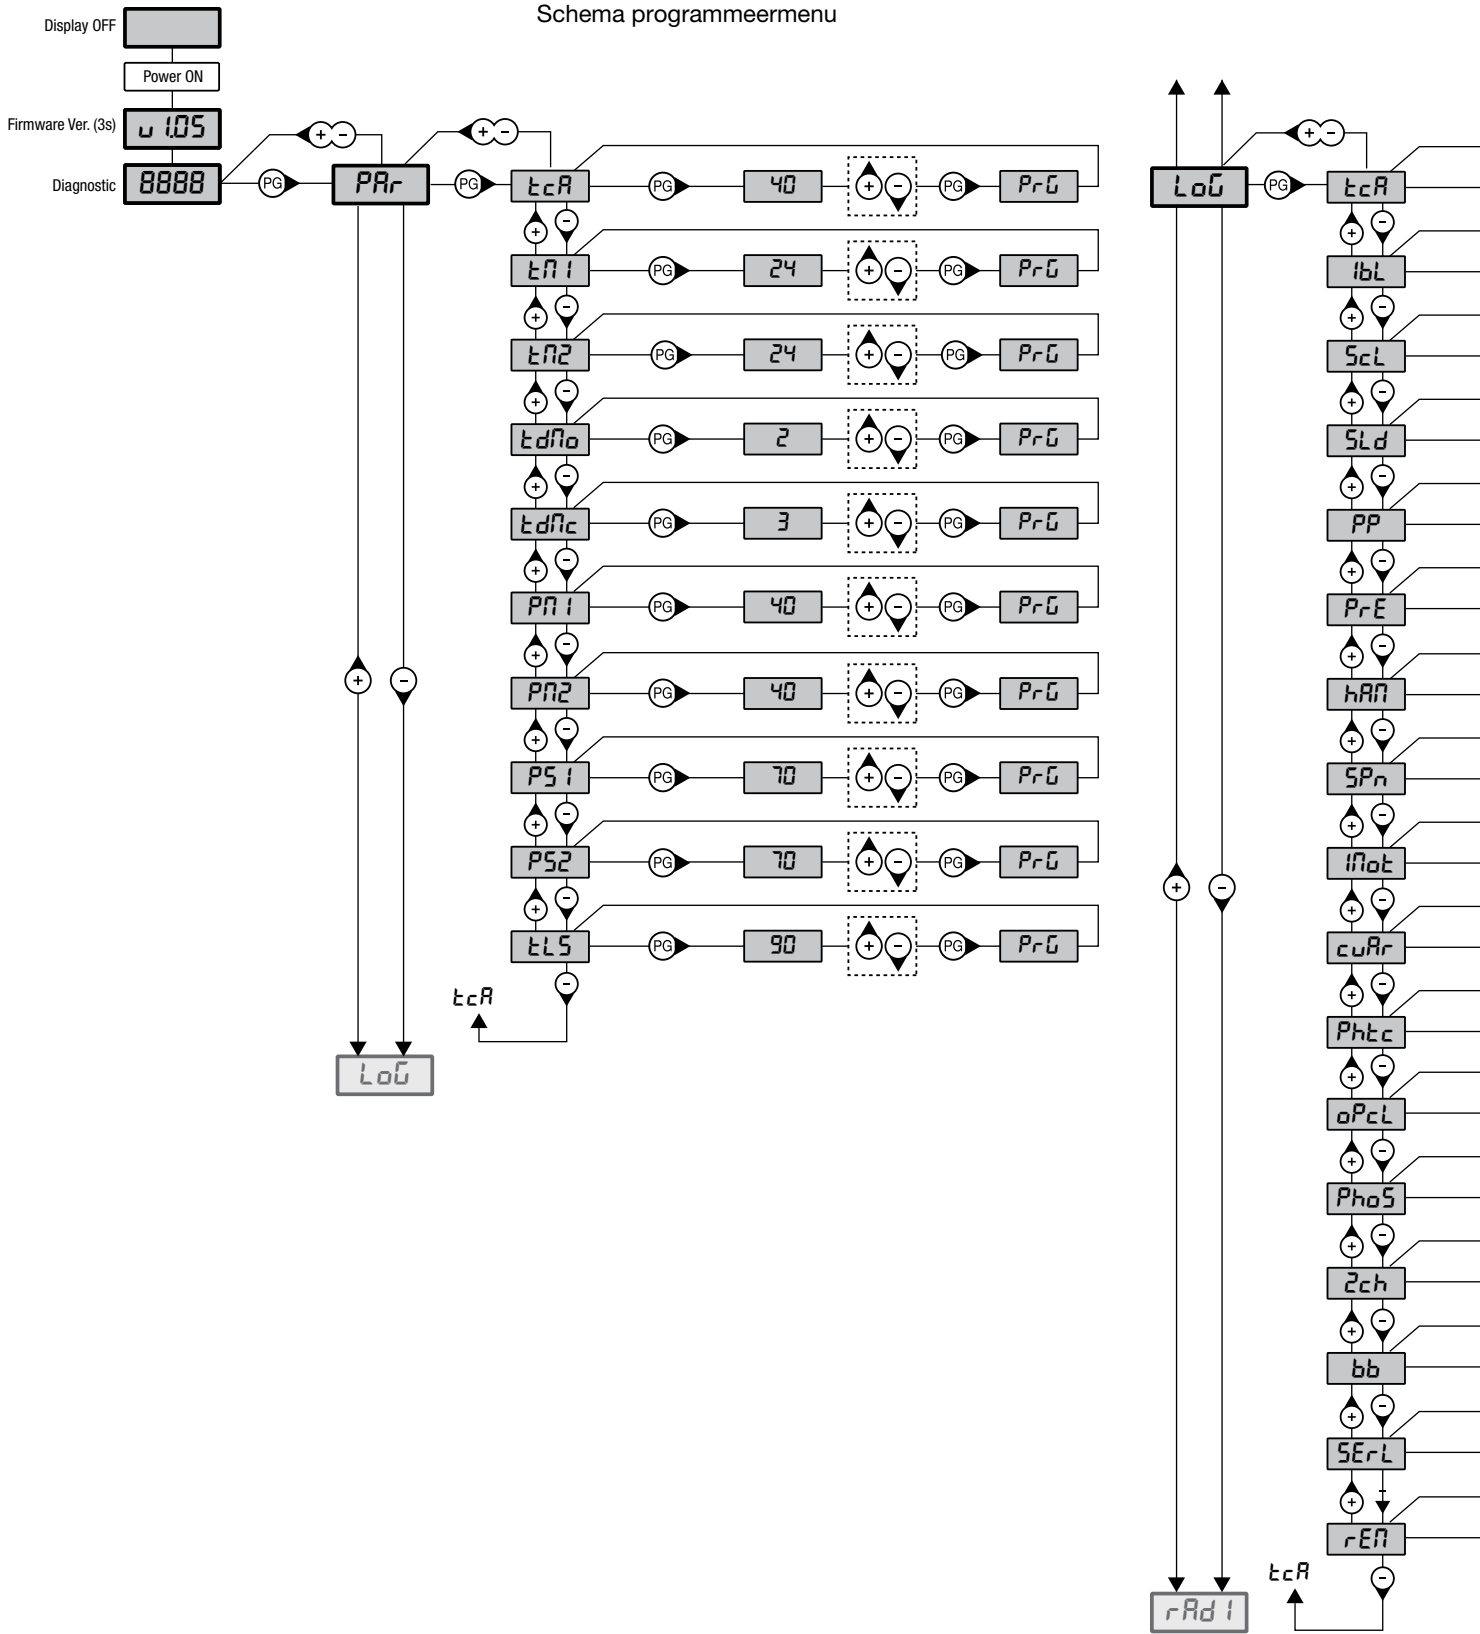 Schema programmeermenu
Display OFF
Power ON
Firmware Ver. (3s)
u 1.05
Diagnostic
8888
+ -
PG
PAr
+ -
PG
tcA
PG
40
+ -
PG
PrG
+ -
tM1
PG
24
+ -
PG
PrG
+ -
tM2
PG
24
+ -
PG
PrG
+ -
tdMo
PG
2
+ -
PG
PrG
+ -
tdMc
PG
3
+ -
PG
PrG
+ -
PM1
PG
40
+ -
PG
PrG
+ -
PM2
PG
40
+ -
PG
PrG
+ -
PS1
PG
70
+ -
PG
PrG
+ -
PS2
PG
70
+ -
PG
PrG
+ -
tLS
PG
90
+ -
PG
PrG
-
tcA
+ -
LoG
LoG
+ -
PG
tcA
+ -
IbL
+ -
ScL
+ -
SLd
+ -
PP
+ -
PrE
+ -
hAM
+ -
SPn
+ -
1Mot
+ -
cuAr
+ -
Phtc
+ -
oPcL
+ -
PhoS
+ -
2ch
+ -
bb
+ -
SErL
+ -
rEM
-
tcA
+ -
rAd1